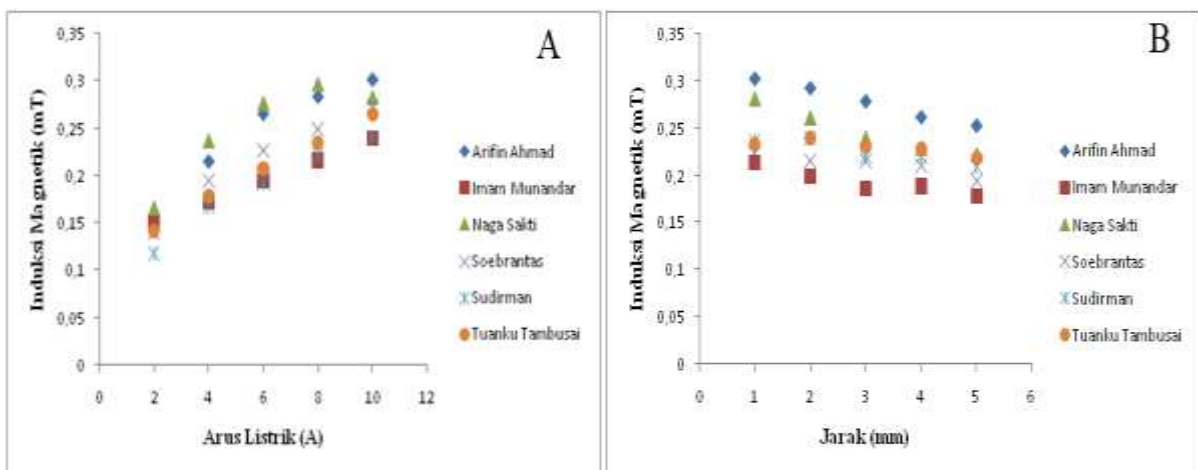 A
0,35
0,3
0,25
0,2
0,15
0,1
0,05
0
Induksi Magnetik (mT)
0 2 4 6 8 10 12
Arus Listrik (A)
Arifin Ahmad
Imam Munandar
Naga Sakti
Soebrantas
Sudirman
Tuanku Tambusai
B
0,35
0,3
0,25
0,2
0,15
0,1
0,05
0
Induksi Magnetik (mT)
0 1 2 3 4 5 6
Jarak (mm)
Arifin Ahmad
Imam Munandar
Naga Sakti
Soebrantas
Sudirman
Tuanku Tambusai